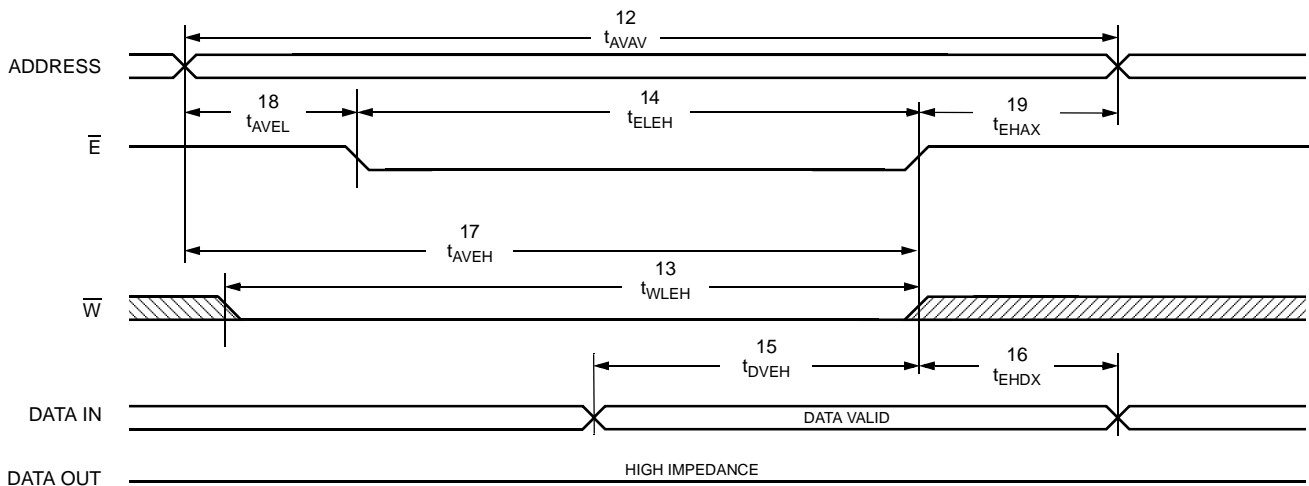 12
tAVAV
ADDRESS
18
tAVEL
14
tELEH
19
tEHAX
E̅
17
tAVEH
13
tWLEH
W̅
15
tDVEH
16
tEHDX
DATA IN
DATA VALID
DATA OUT
HIGH IMPEDANCE